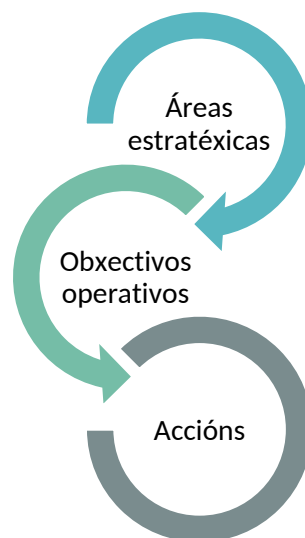 Áreas
estratéxicas
Obxectivos
operativos
Accións